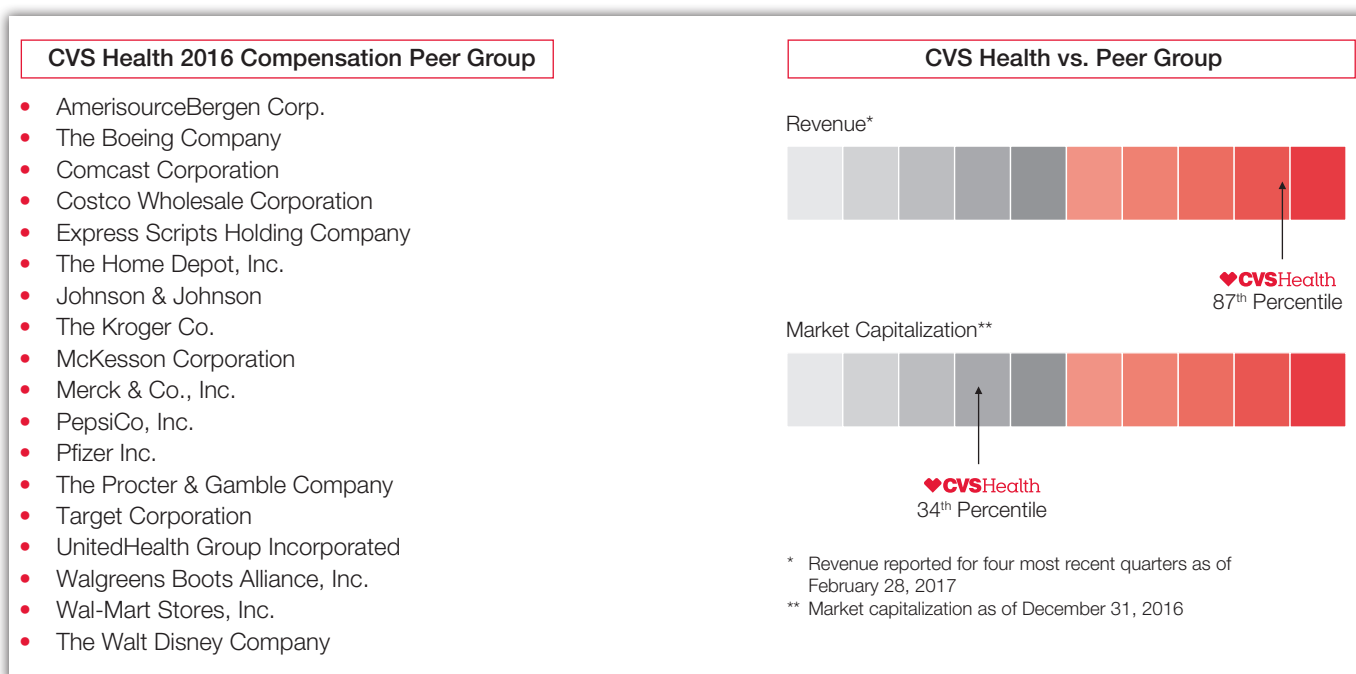 CVS Health 2016 Compensation Peer Group
• AmerisourceBergen Corp.
• The Boeing Company
• Comcast Corporation
• Costco Wholesale Corporation
• Express Scripts Holding Company
• The Home Depot, Inc.
• Johnson & Johnson
• The Kroger Co.
• McKesson Corporation
• Merck & Co., Inc.
• PepsiCo, Inc.
• Pfizer Inc.
• The Procter & Gamble Company
• Target Corporation
• UnitedHealth Group Incorporated
• Walgreens Boots Alliance, Inc.
• Wal-Mart Stores, Inc.
• The Walt Disney Company
CVS Health vs. Peer Group
Revenue*
CVSHealth
87th Percentile
Market Capitalization**
CVSHealth
34th Percentile
* Revenue reported for four most recent quarters as of
February 28, 2017
** Market capitalization as of December 31, 2016